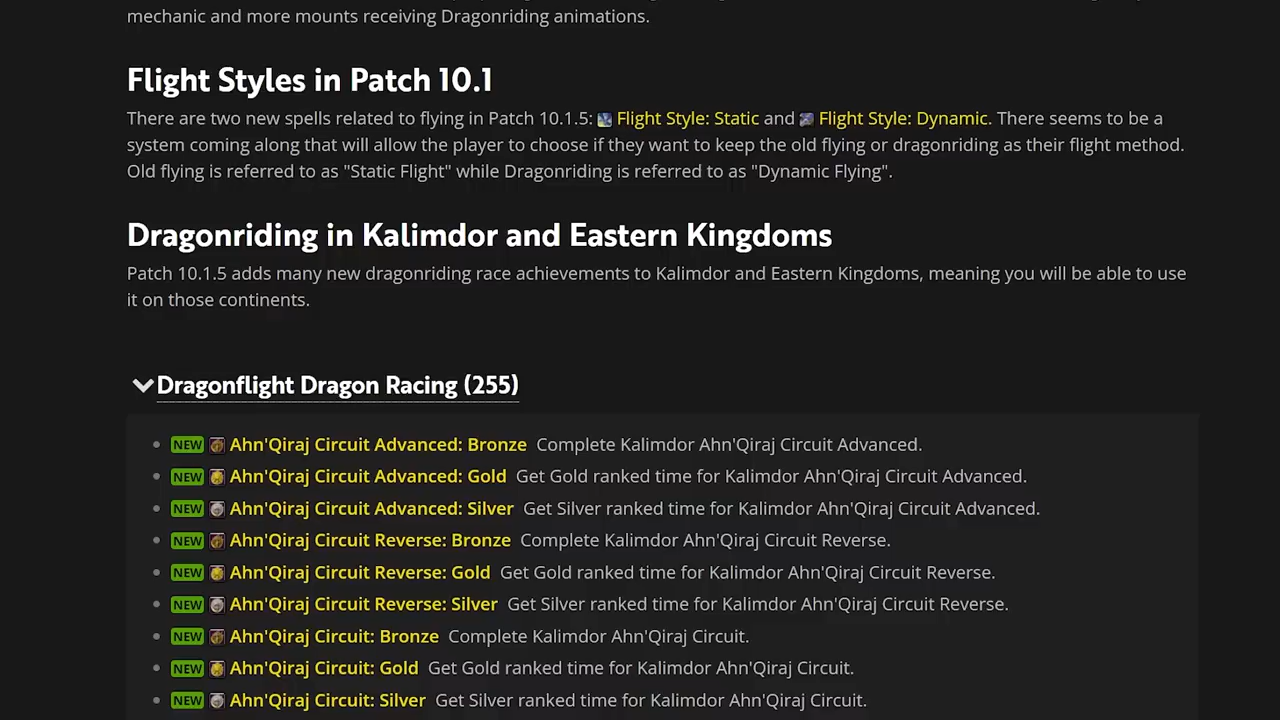 mechanic and more mounts receiving Dragonriding animations.
Flight Styles in Patch 10.1
There are two new spells related to flying in Patch 10.1.5: Flight Style: Static and Flight Style: Dynamic. There seems to be a
system coming along that will allow the player to choose if they want to keep the old flying or dragonriding as their flight method.
Old flying is referred to as "Static Flight" while Dragonriding is referred to as "Dynamic Flying".
Dragonriding in Kalimdor and Eastern Kingdoms
Patch 10.1.5 adds many new dragonriding race achievements to Kalimdor and Eastern Kingdoms, meaning you will be able to use
it on those continents.
Dragonflight Dragon Racing (255)
NEW Ahn'Qiraj Circuit Advanced: Bronze Complete Kalimdor Ahn'Qiraj Circuit Advanced.
NEW Ahn'Qiraj Circuit Advanced: Gold Get Gold ranked time for Kalimdor Ahn'Qiraj Circuit Advanced.
NEW Ahn'Qiraj Circuit Advanced: Silver Get Silver ranked time for Kalimdor Ahn'Qiraj Circuit Advanced.
NEW Ahn'Qiraj Circuit Reverse: Bronze Complete Kalimdor Ahn'Qiraj Circuit Reverse.
NEW Ahn'Qiraj Circuit Reverse: Gold Get Gold ranked time for Kalimdor Ahn'Qiraj Circuit Reverse.
NEW Ahn'Qiraj Circuit Reverse: Silver Get Silver ranked time for Kalimdor Ahn'Qiraj Circuit Reverse.
NEW Ahn'Qiraj Circuit: Bronze Complete Kalimdor Ahn'Qiraj Circuit.
NEW Ahn'Qiraj Circuit: Gold Get Gold ranked time for Kalimdor Ahn'Qiraj Circuit.
NEW Ahn'Qiraj Circuit: Silver Get Silver ranked time for Kalimdor Ahn'Qiraj Circuit.